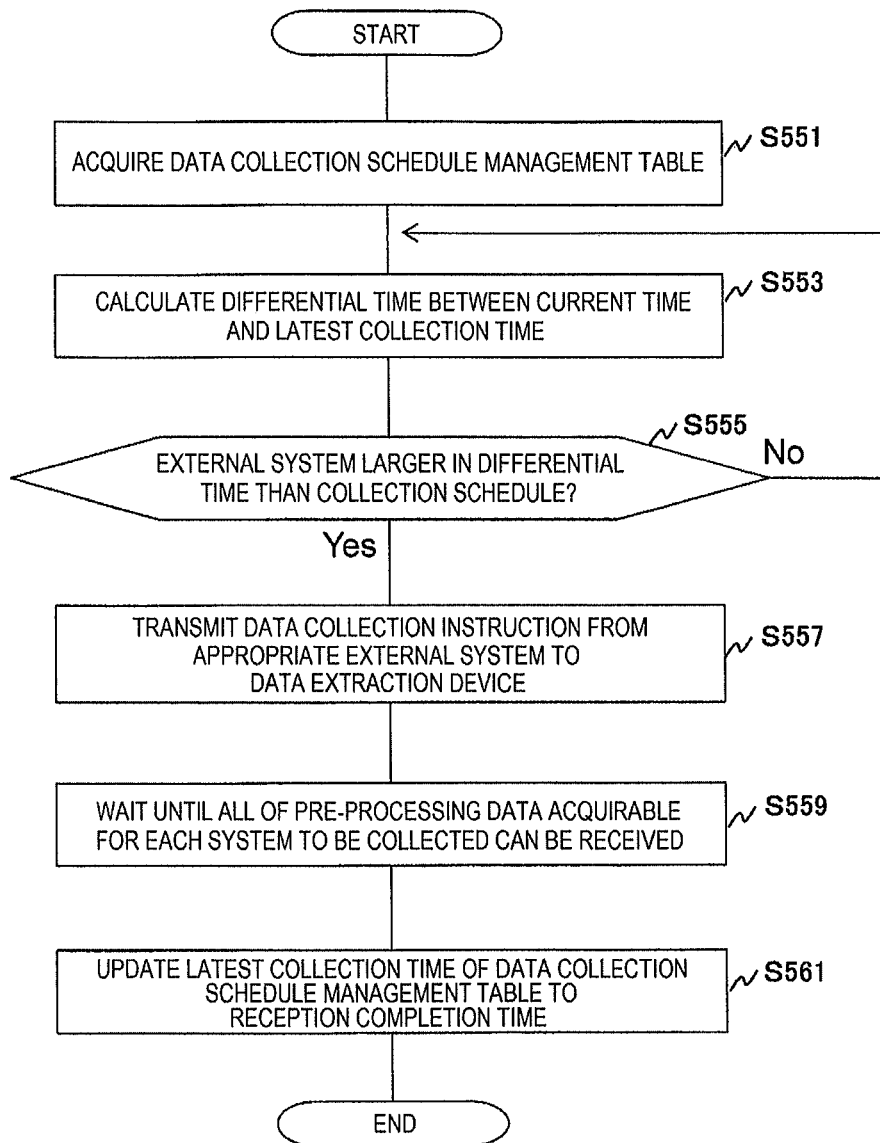 START
S551
ACQUIRE DATA COLLECTION SCHEDULE MANAGEMENT TABLE
S553
CALCULATE DIFFERENTIAL TIME BETWEEN CURRENT TIME
AND LATEST COLLECTION TIME
S555
EXTERNAL SYSTEM LARGER IN DIFFERENTIAL
TIME THAN COLLECTION SCHEDULE?
No
Yes
TRANSMIT DATA COLLECTION INSTRUCTION FROM
APPROPRIATE EXTERNAL SYSTEM TO
DATA EXTRACTION DEVICE
S557
WAIT UNTIL ALL OF PRE-PROCESSING DATA ACQUIRABLE
FOR EACH SYSTEM TO BE COLLECTED CAN BE RECEIVED
S559
UPDATE LATEST COLLECTION TIME OF DATA COLLECTION
SCHEDULE MANAGEMENT TABLE TO
RECEPTION COMPLETION TIME
S561
END